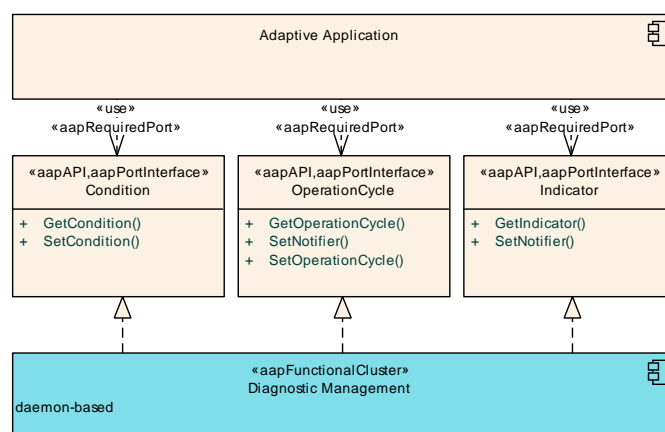 Adaptive Application
«use» «use» «use»
«aapRequiredPort» «aapRequiredPort» «aapRequiredPort»
«aapAPI,aapPortInterface»
Condition
+ GetCondition()
+ SetCondition()
«aapAPI,aapPortInterface»
OperationCycle
+ GetOperationCycle()
+ SetNotifier()
+ SetOperationCycle()
«aapAPI,aapPortInterface»
Indicator
+ GetIndicator()
+ SetNotifier()
«aapFunctionalCluster»
Diagnostic Management
daemon-based